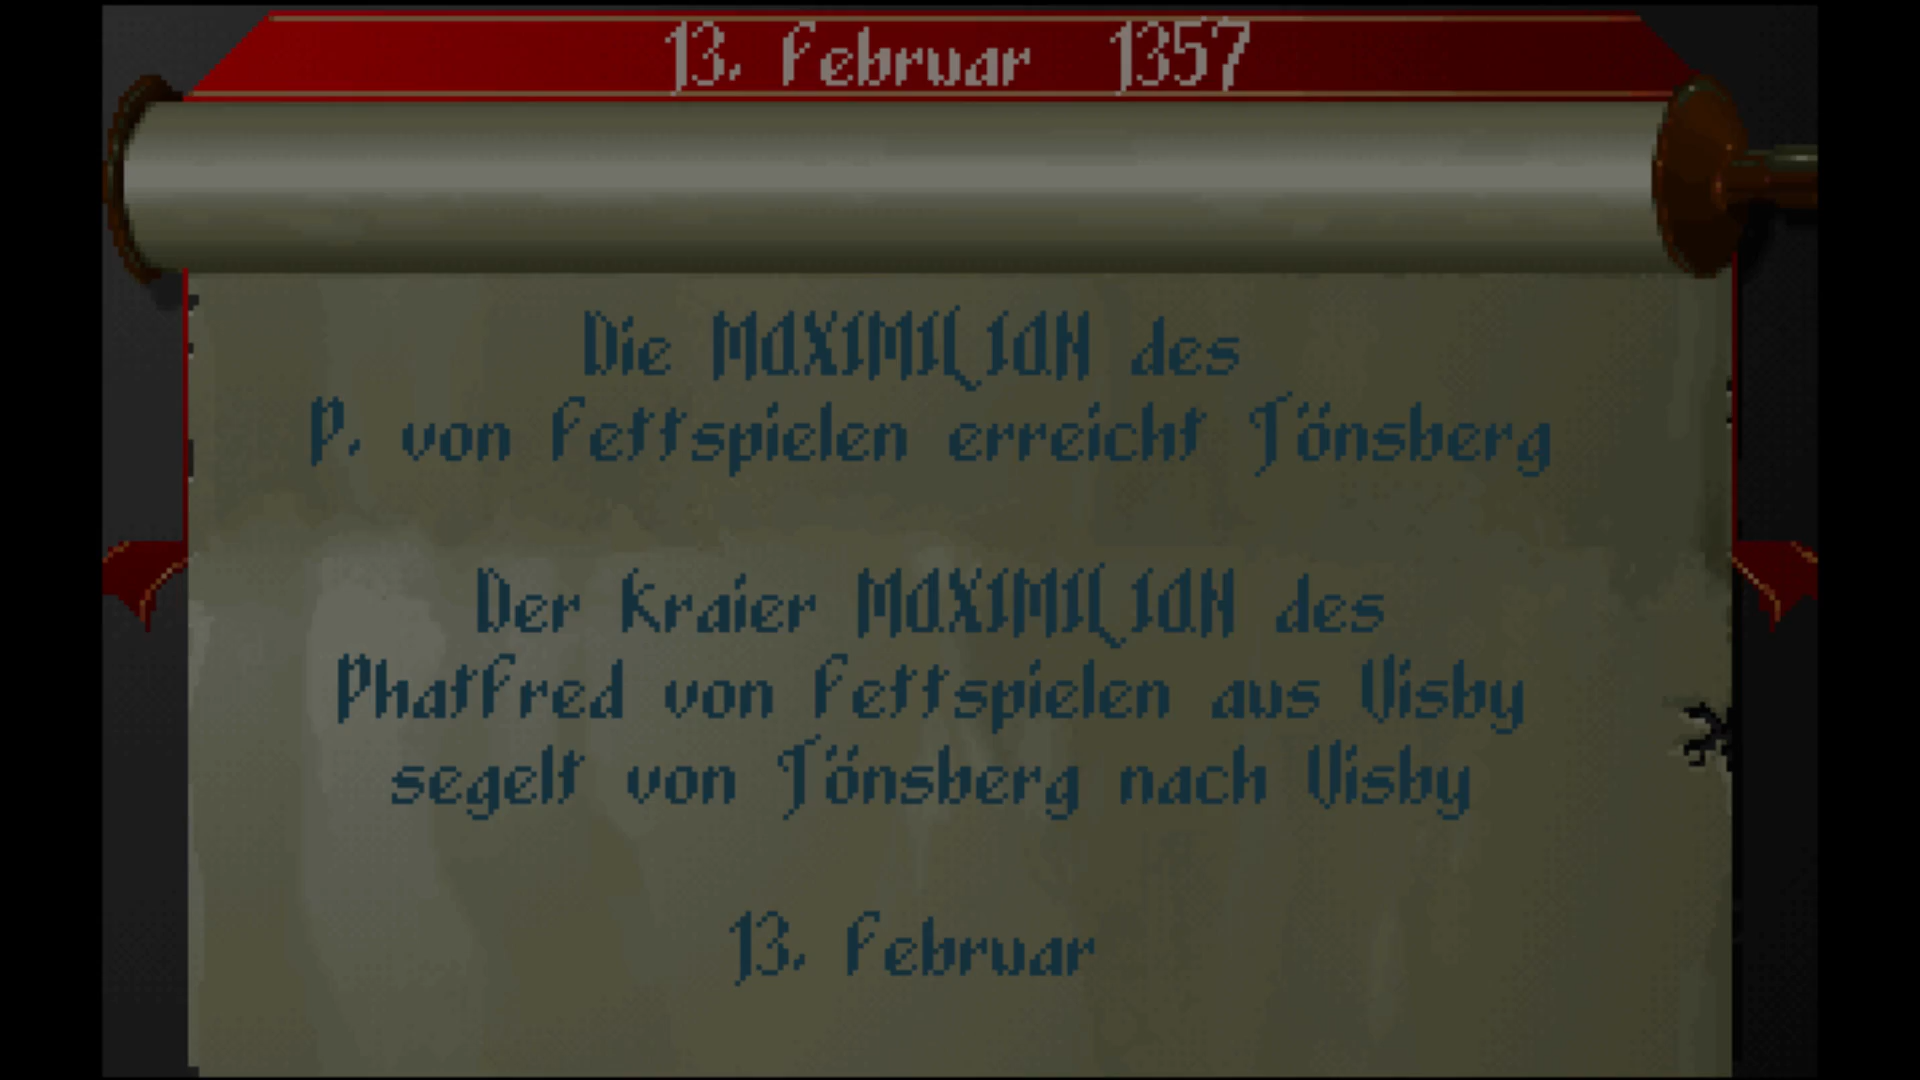 13. Februar 1357
Die MAXIMILIAN des
P. von Fettspielen erreicht Tönsberg
Der Kraier MAXIMILIAN des
Phatfred von Fettspielen aus Visby
segelt von Tönsberg nach Visby
13. Februar